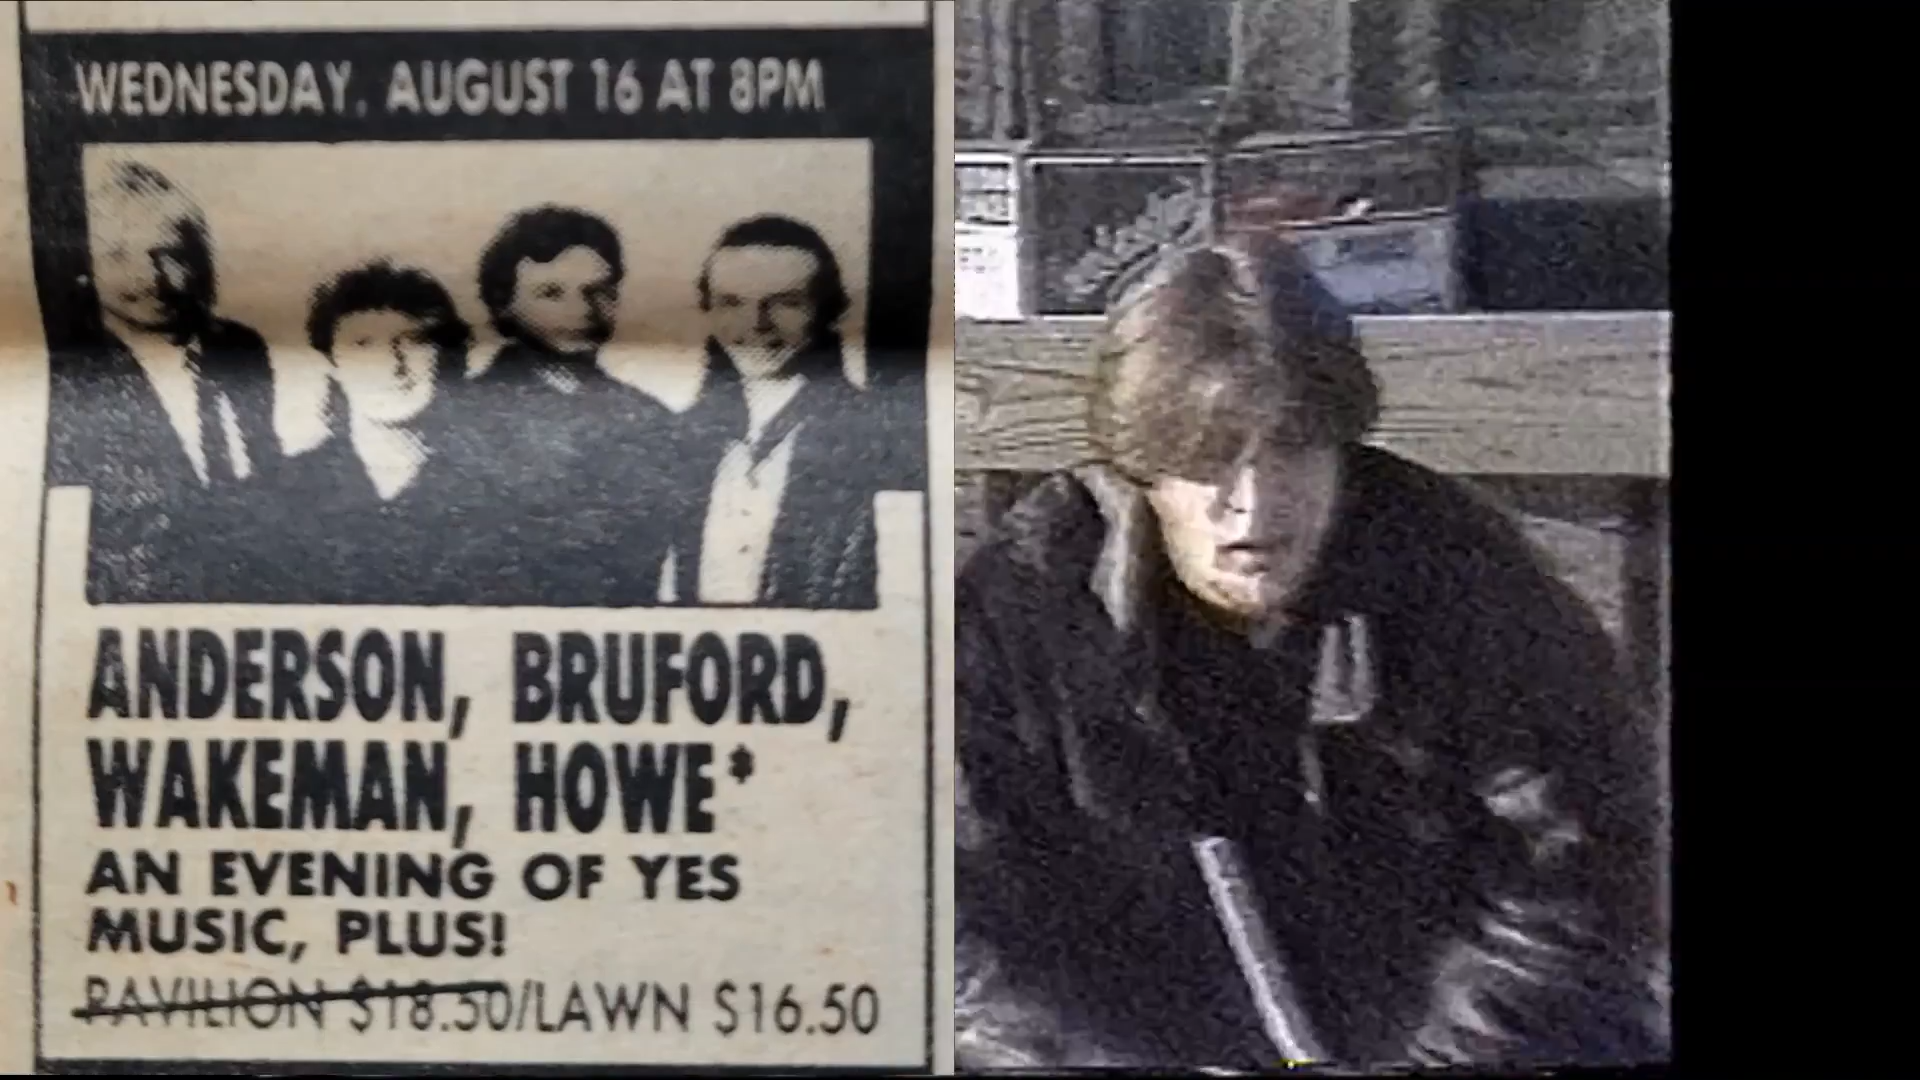 WEDNESDAY, AUGUST 16 AT 8PM
ANDERSON, BRUFORD,
WAKEMAN, HOWE*
AN EVENING OF YES
MUSIC, PLUS!
PAVILION $18.50/LAWN $16.50